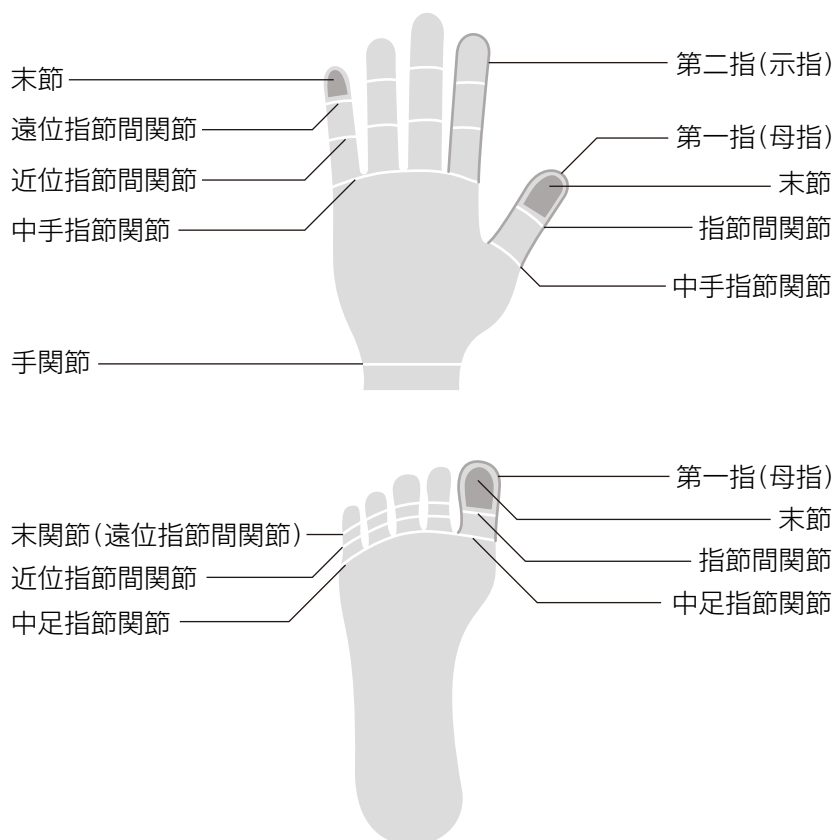 末節
遠位指節間関節
近位指節間関節
中手指節関節
手関節
第二指(示指)
第一指(母指)
末節
指節間関節
中手指節関節
末関節(遠位指節間関節)
近位指節間関節
中足指節関節
第一指(母指)
末節
指節間関節
中足指節関節